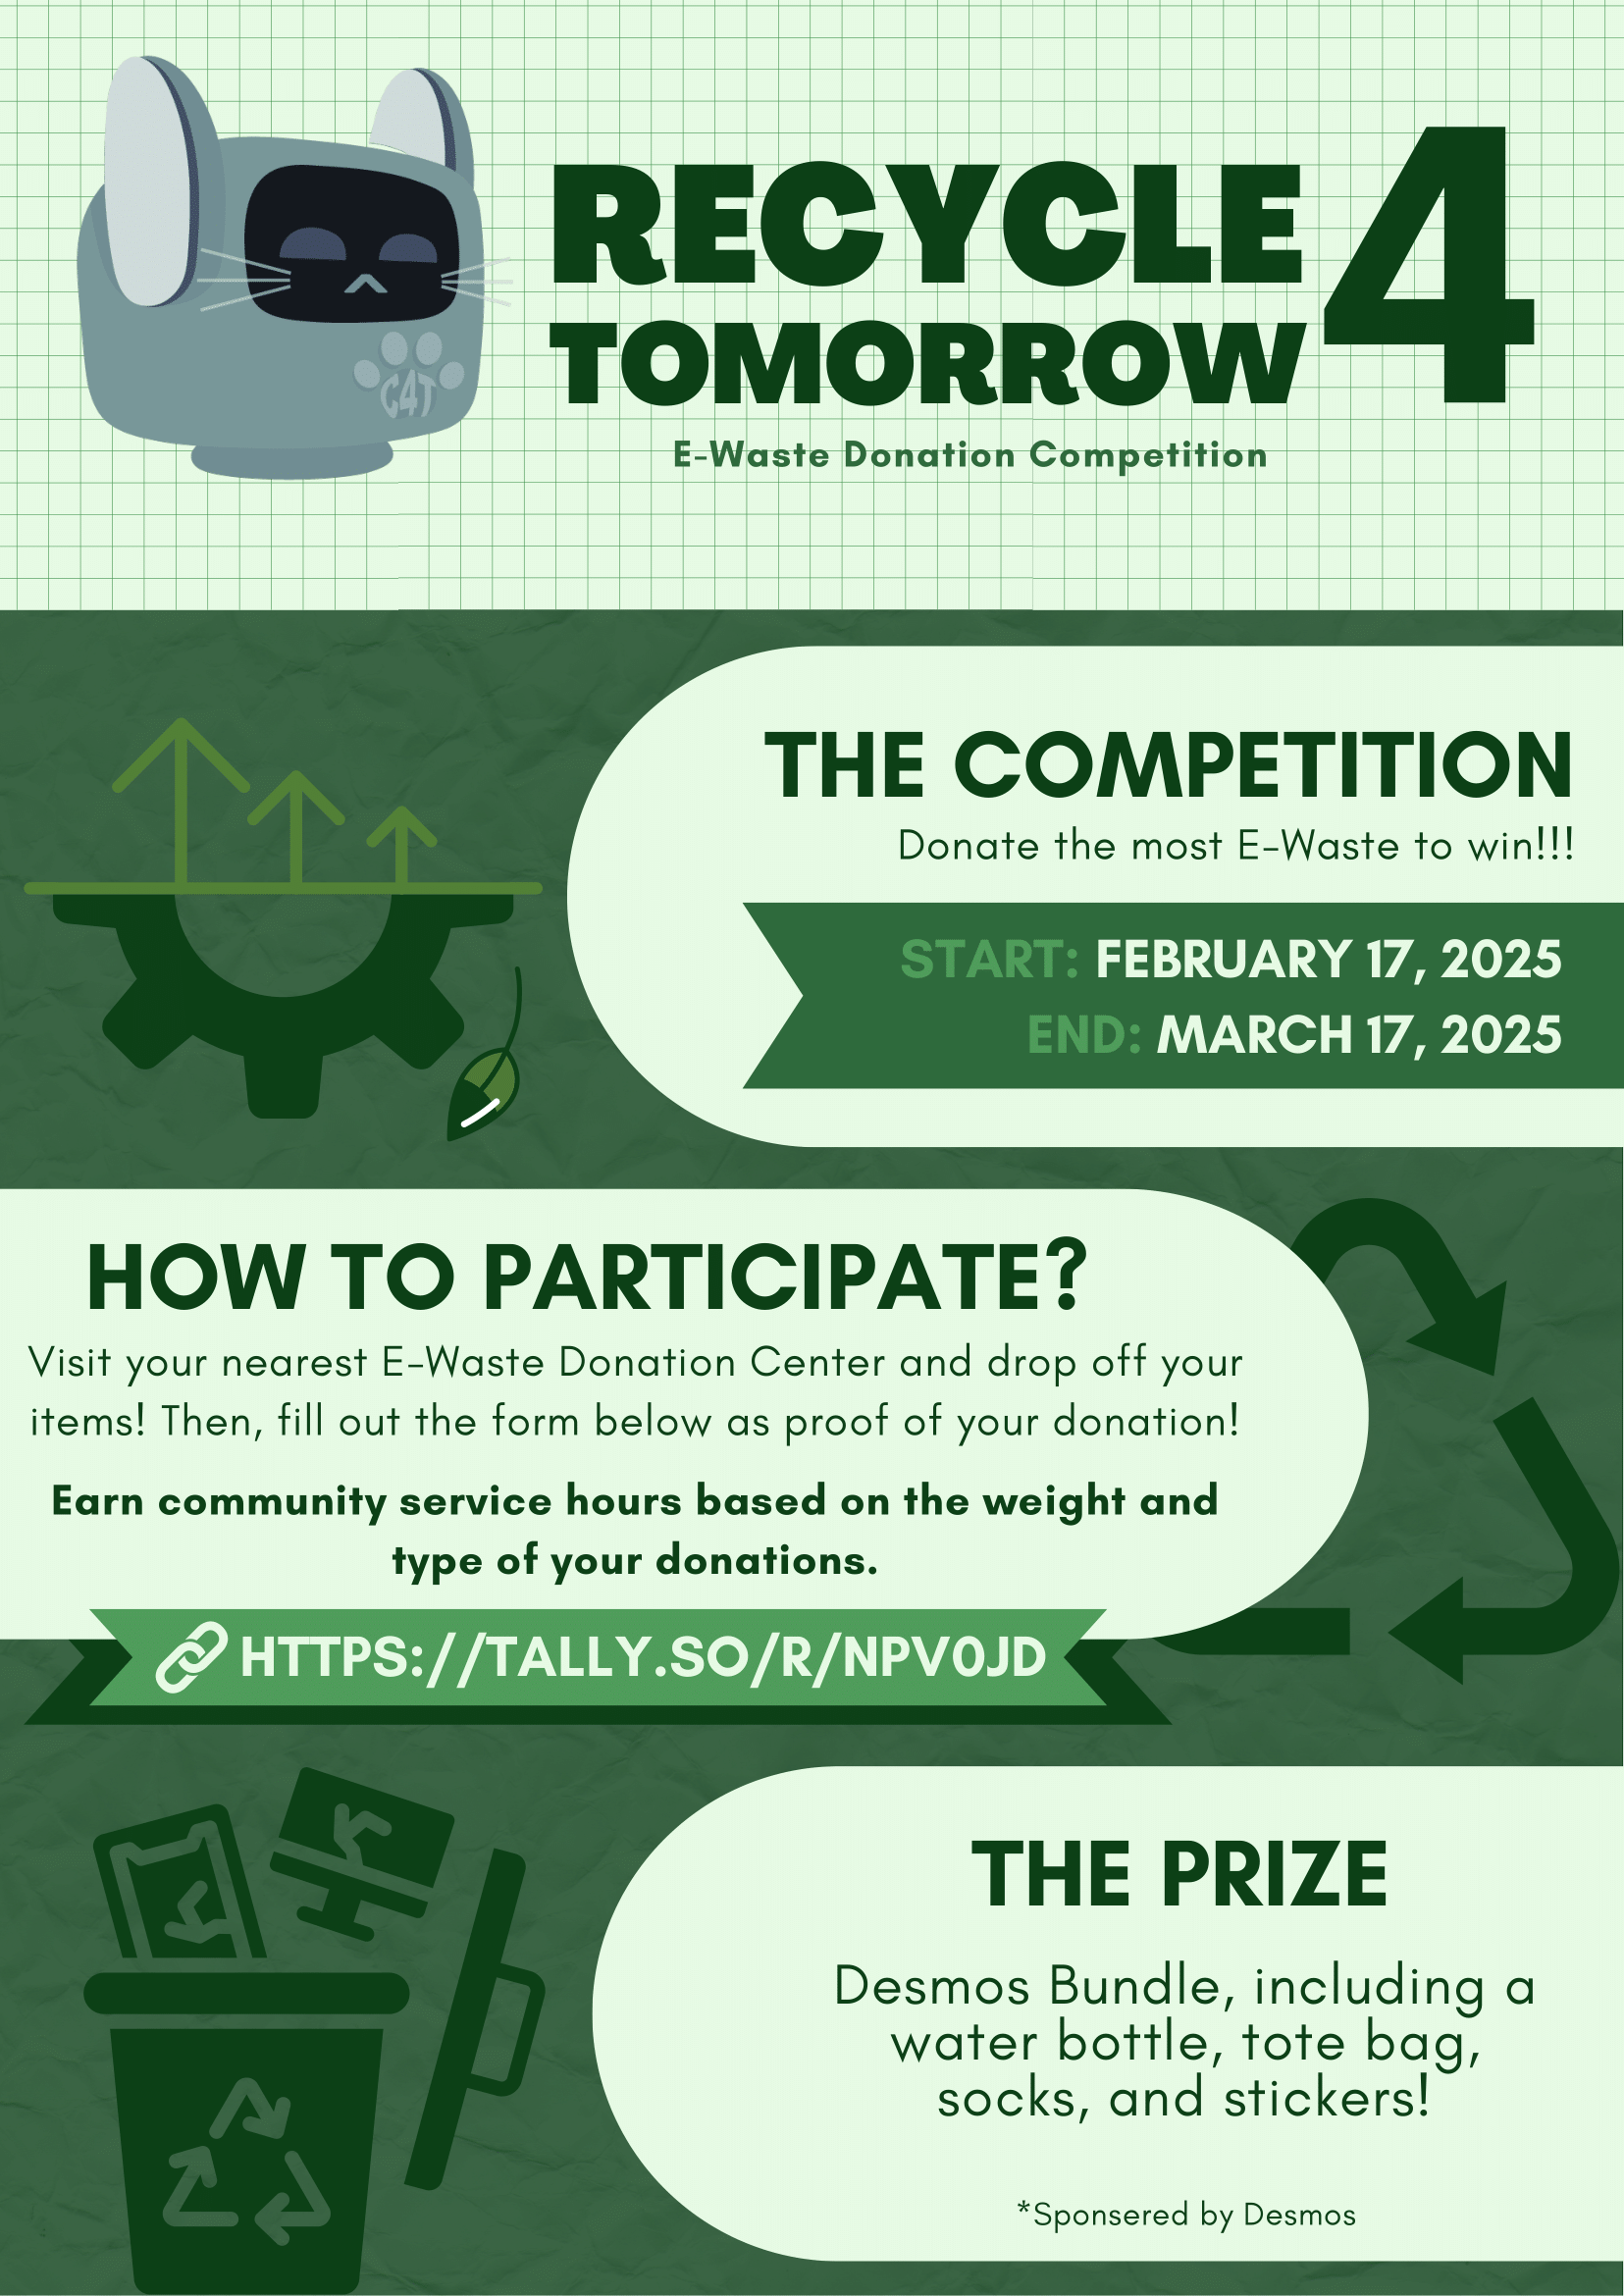 C4T
RECYCLE 4
TOMORROW
E-Waste Donation Competition
THE COMPETITION
Donate the most E-Waste to win!!!
START: FEBRUARY 17, 2025
END: MARCH 17, 2025
HOW TO PARTICIPATE?
Visit your nearest E-Waste Donation Center and drop off your
items! Then, fill out the form below as proof of your donation!
Earn community service hours based on the weight and
type of your donations.
HTTPS://TALLY.SO/R/NPV0JD
THE PRIZE
Desmos Bundle, including a
water bottle, tote bag,
socks, and stickers!
*Sponsered by Desmos